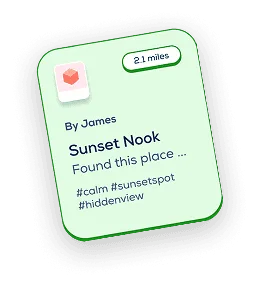 2.1 miles
By James
Sunset Nook
Found this place ...
#calm #sunsetspot
#hiddenview